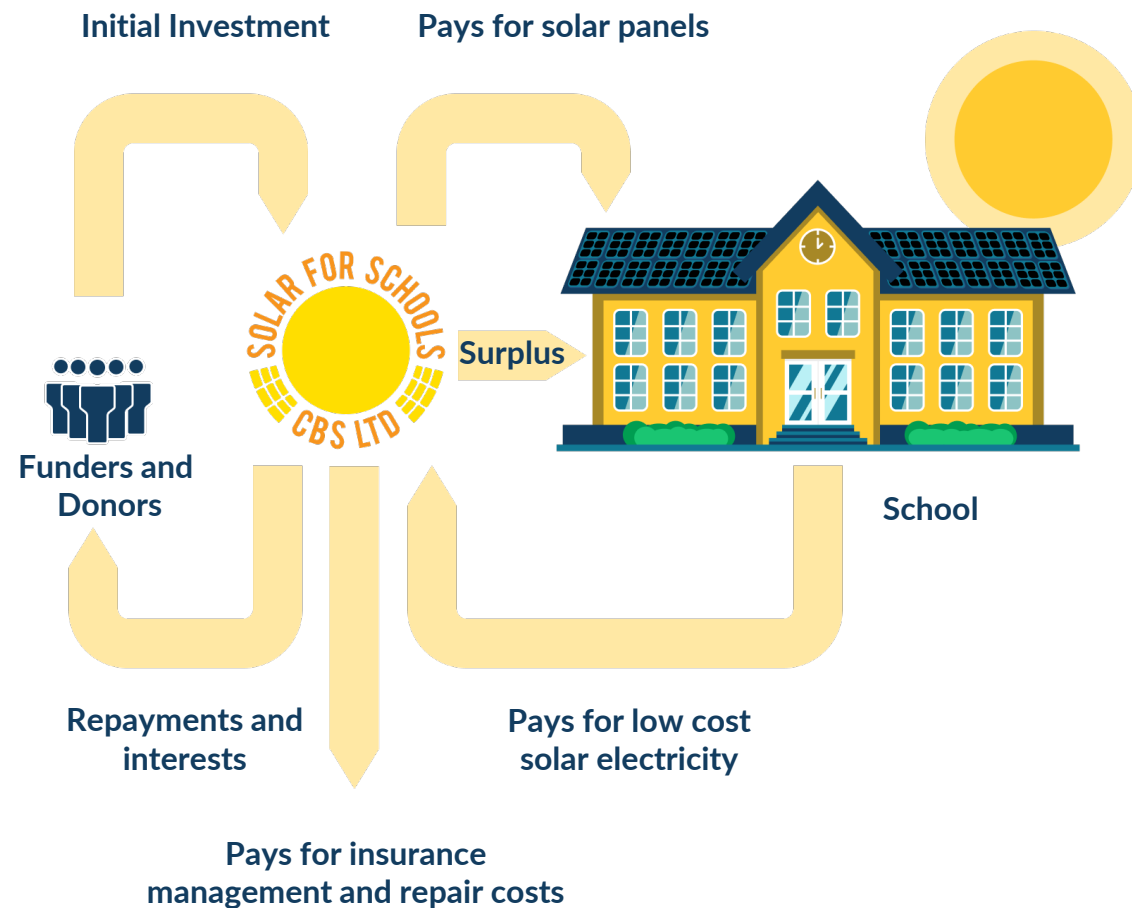 Initial Investment
Pays for solar panels
SOLAR FOR SCHOOLS
CBS LTD
Surplus
Funders and
Donors
School
Repayments and
interests
Pays for low cost
solar electricity
Pays for insurance
management and repair costs